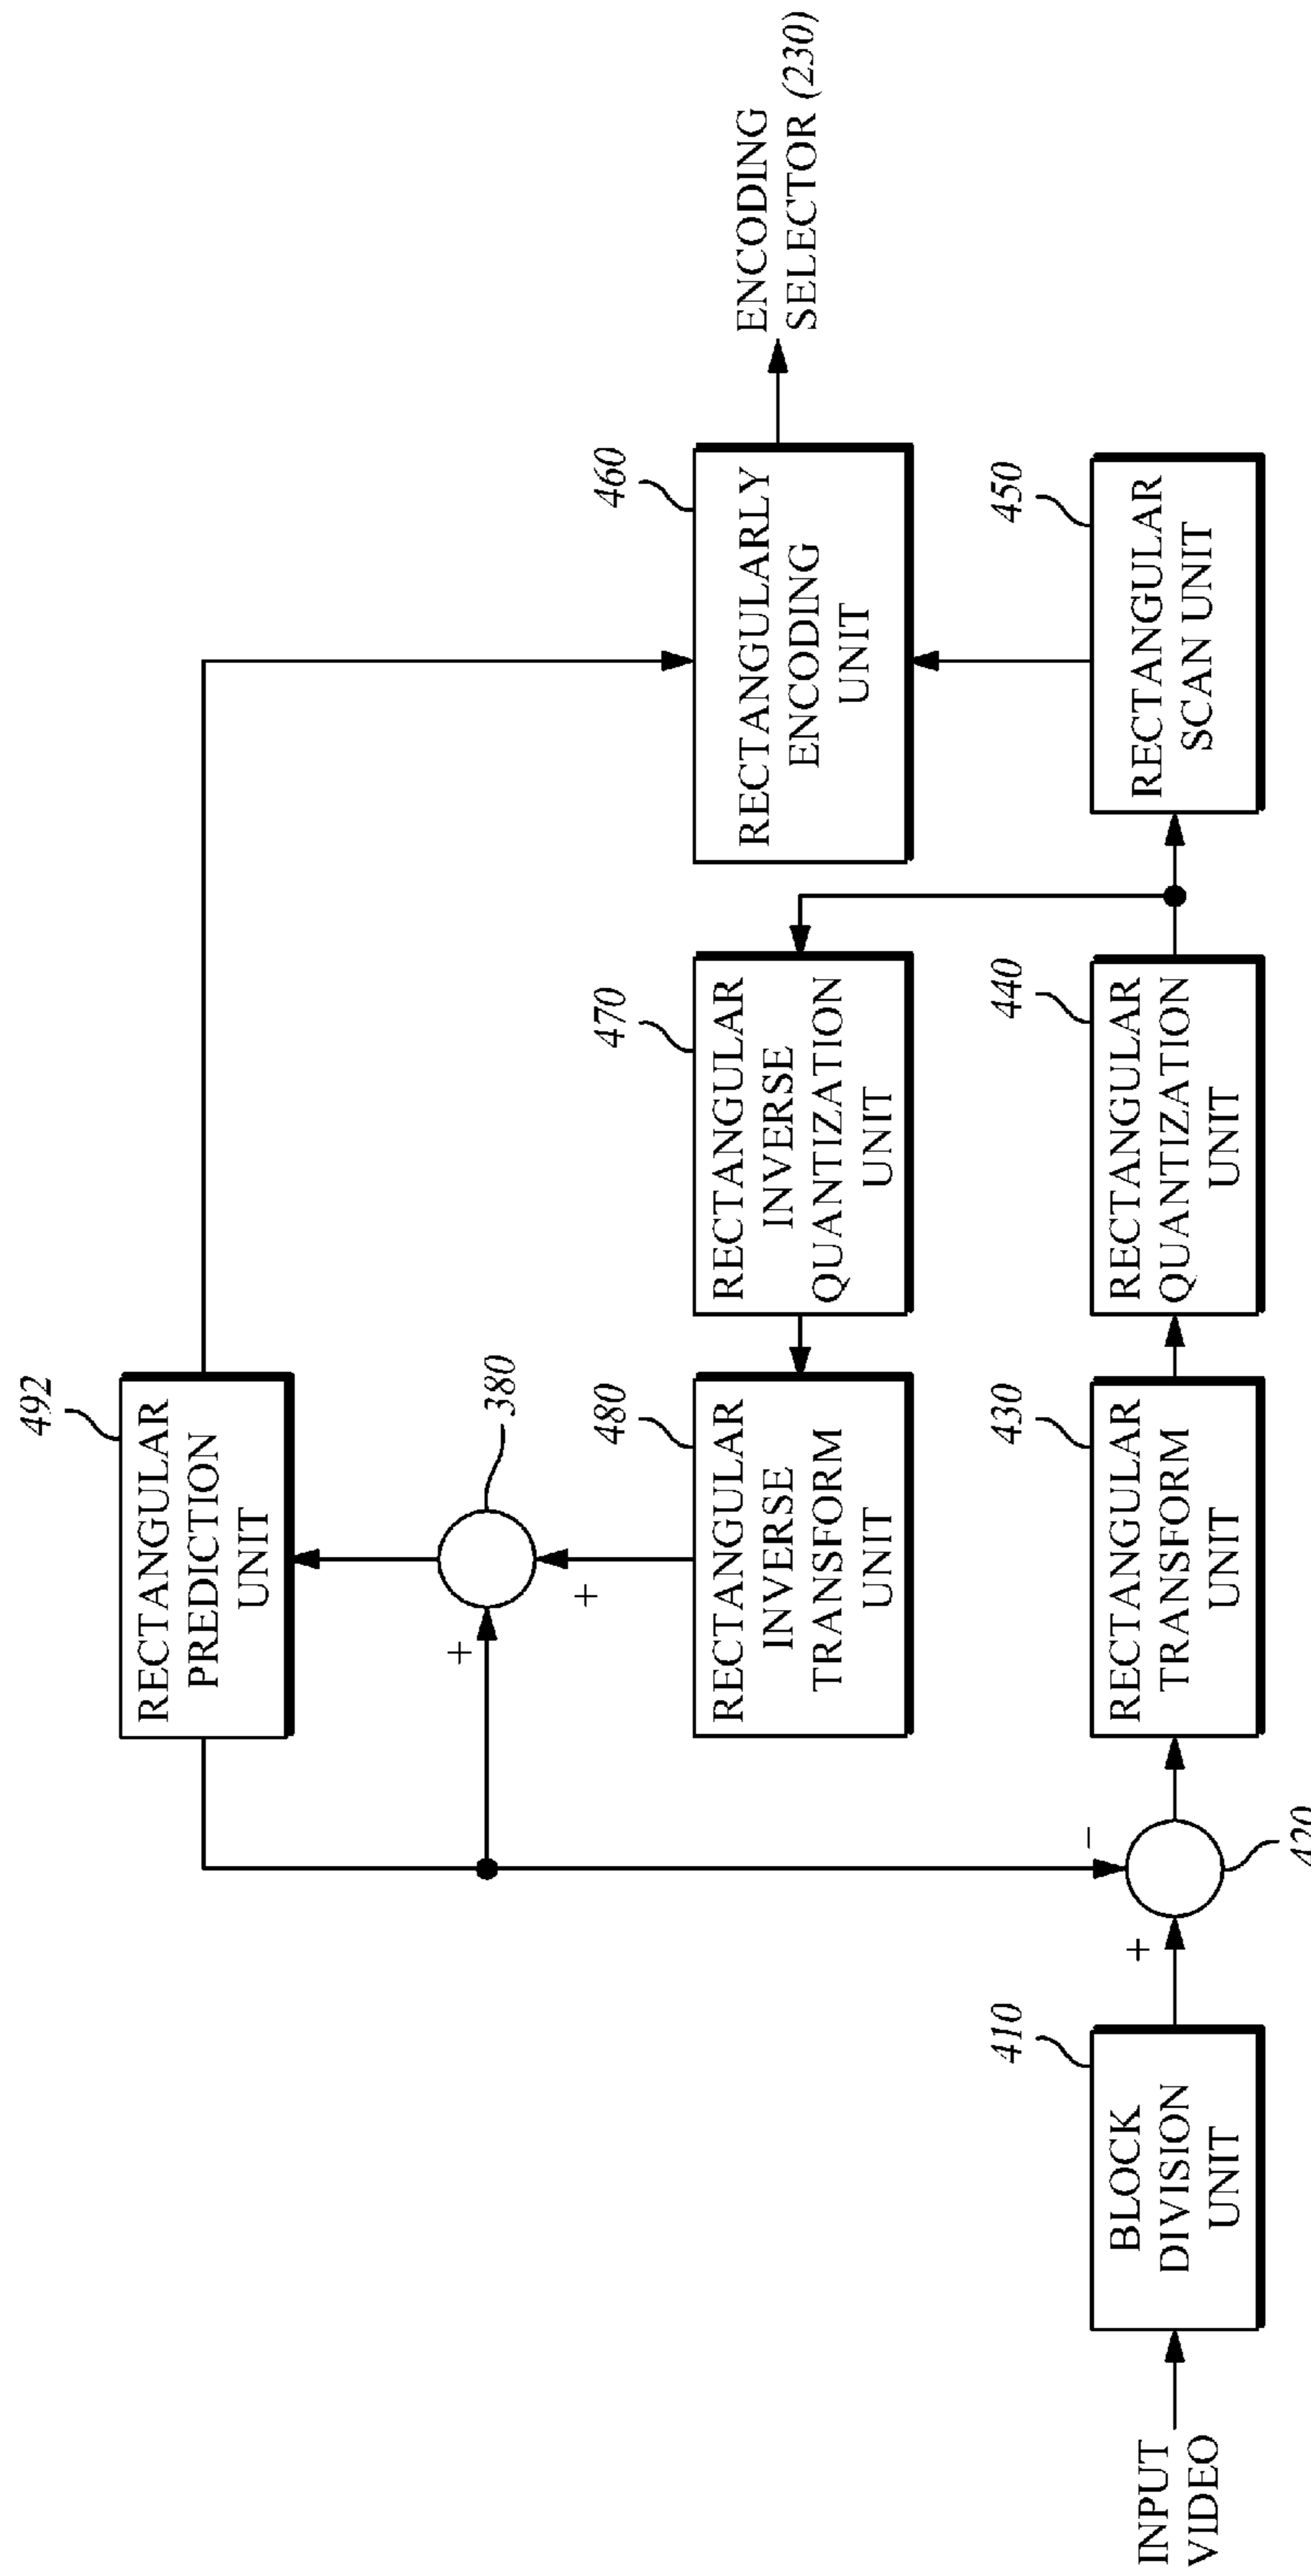 492
RECTANGULAR
PREDICTION
UNIT
380
+
+
460
RECTANGULARLY
ENCODING
UNIT
ENCODING
SELECTOR (230)
480
RECTANGULAR
INVERSE
TRANSFORM
UNIT
470
RECTANGULAR
INVERSE
QUANTIZATION
UNIT
INPUT
VIDEO
410
BLOCK
DIVISION
UNIT
+
−
420
430
RECTANGULAR
TRANSFORM
UNIT
440
RECTANGULAR
QUANTIZATION
UNIT
450
RECTANGULAR
SCAN UNIT